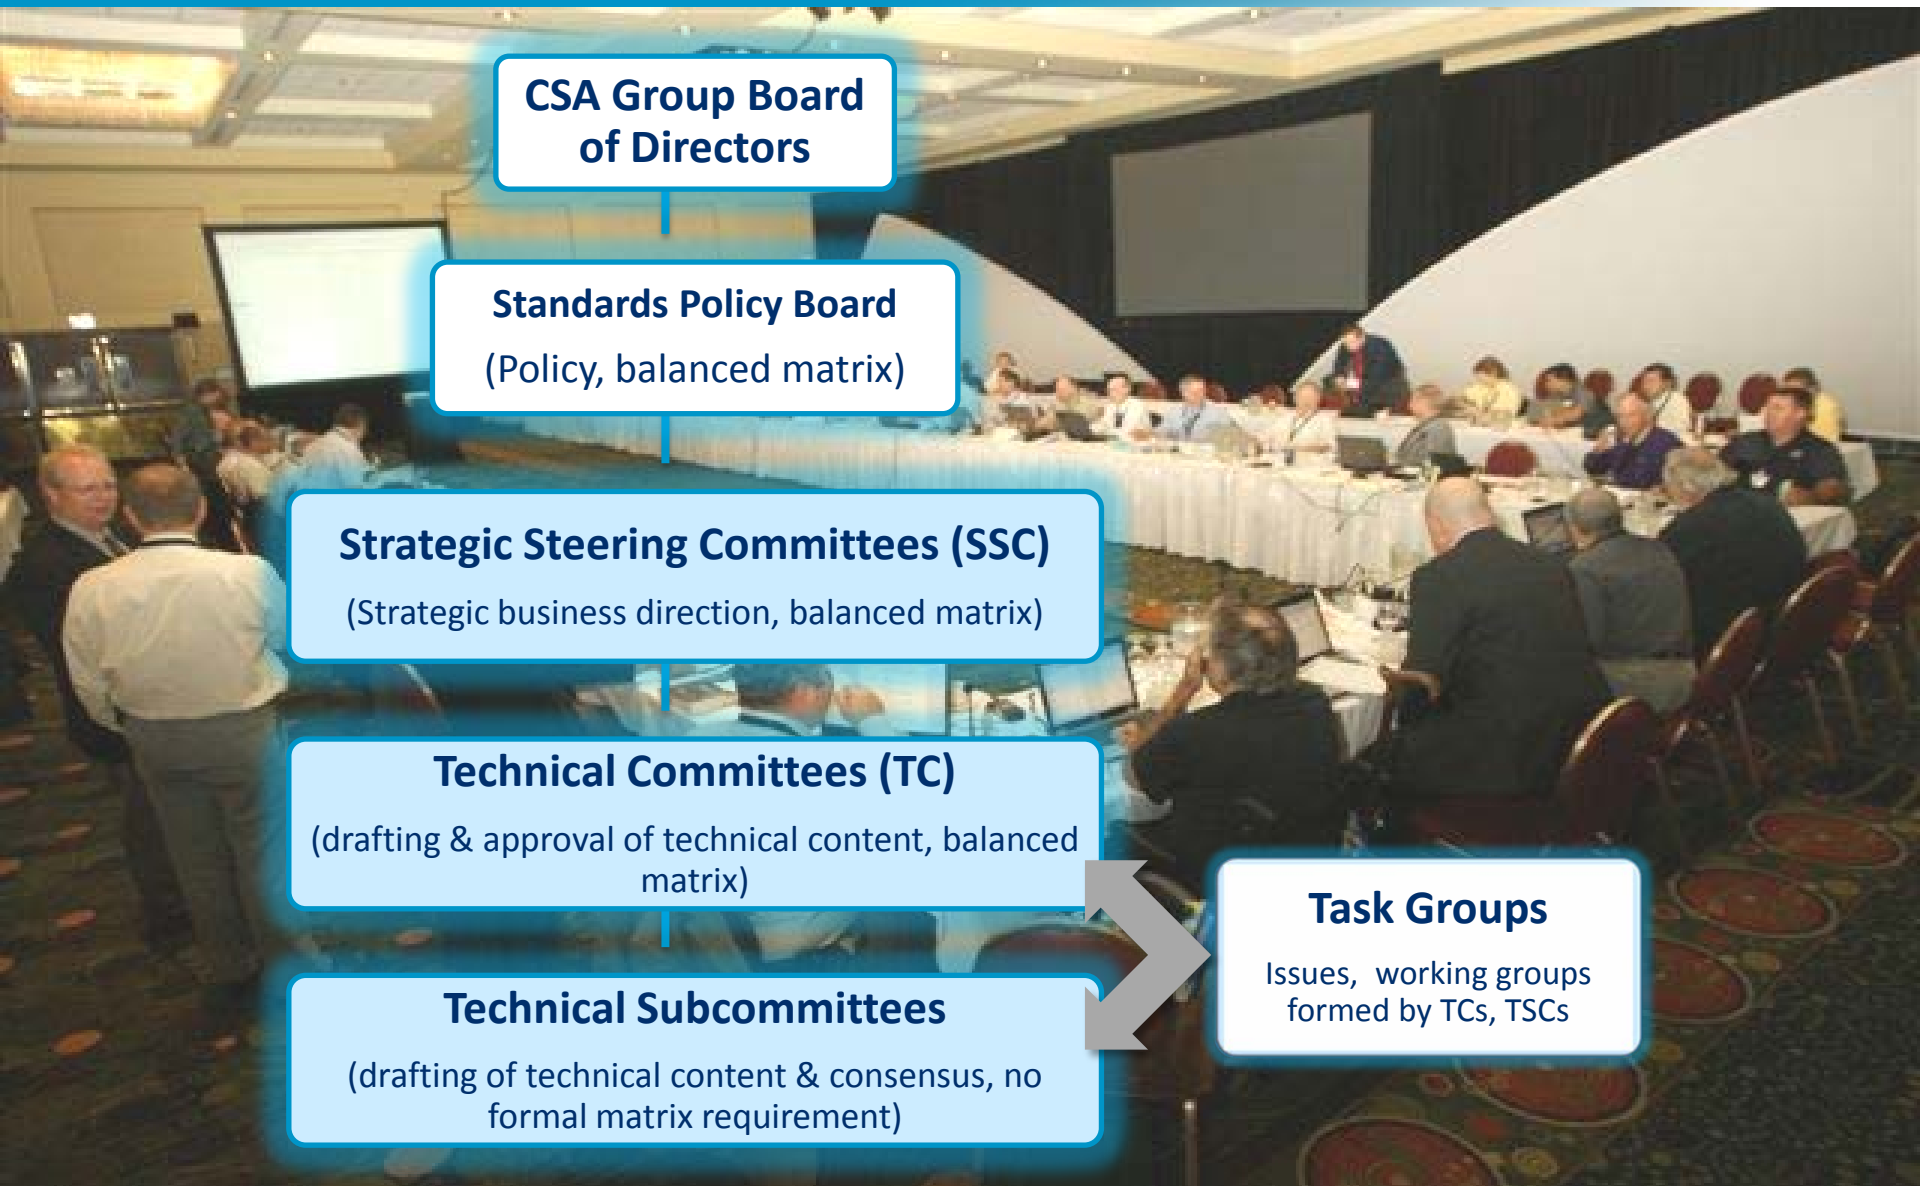 CSA Group Board
of Directors
Standards Policy Board
(Policy, balanced matrix)
Strategic Steering Committees (SSC)
(Strategic business direction, balanced matrix)
Technical Committees (TC)
(drafting & approval of technical content, balanced
matrix)
Technical Subcommittees
(drafting of technical content & consensus, no
formal matrix requirement)
Task Groups
Issues, working groups
formed by TCs, TSCs